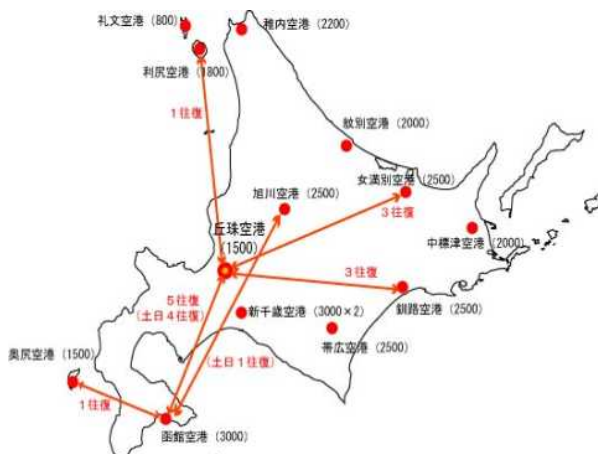 礼文空港（800）
稚内空港（2200）
利尻空港（1800）
1往復
紋別空港（2000）
女満別空港（2500）
旭川空港（2500）
3往復
丘珠空港
（1500）
中標津空港（2000）
3往復
5往復
（土日4往復）
新千歳空港（3000×2）
釧路空港
（2500）
帯広空港
（2500）
（土日1往復）
奥尻空港（1500）
1往復
函館空港（3000）